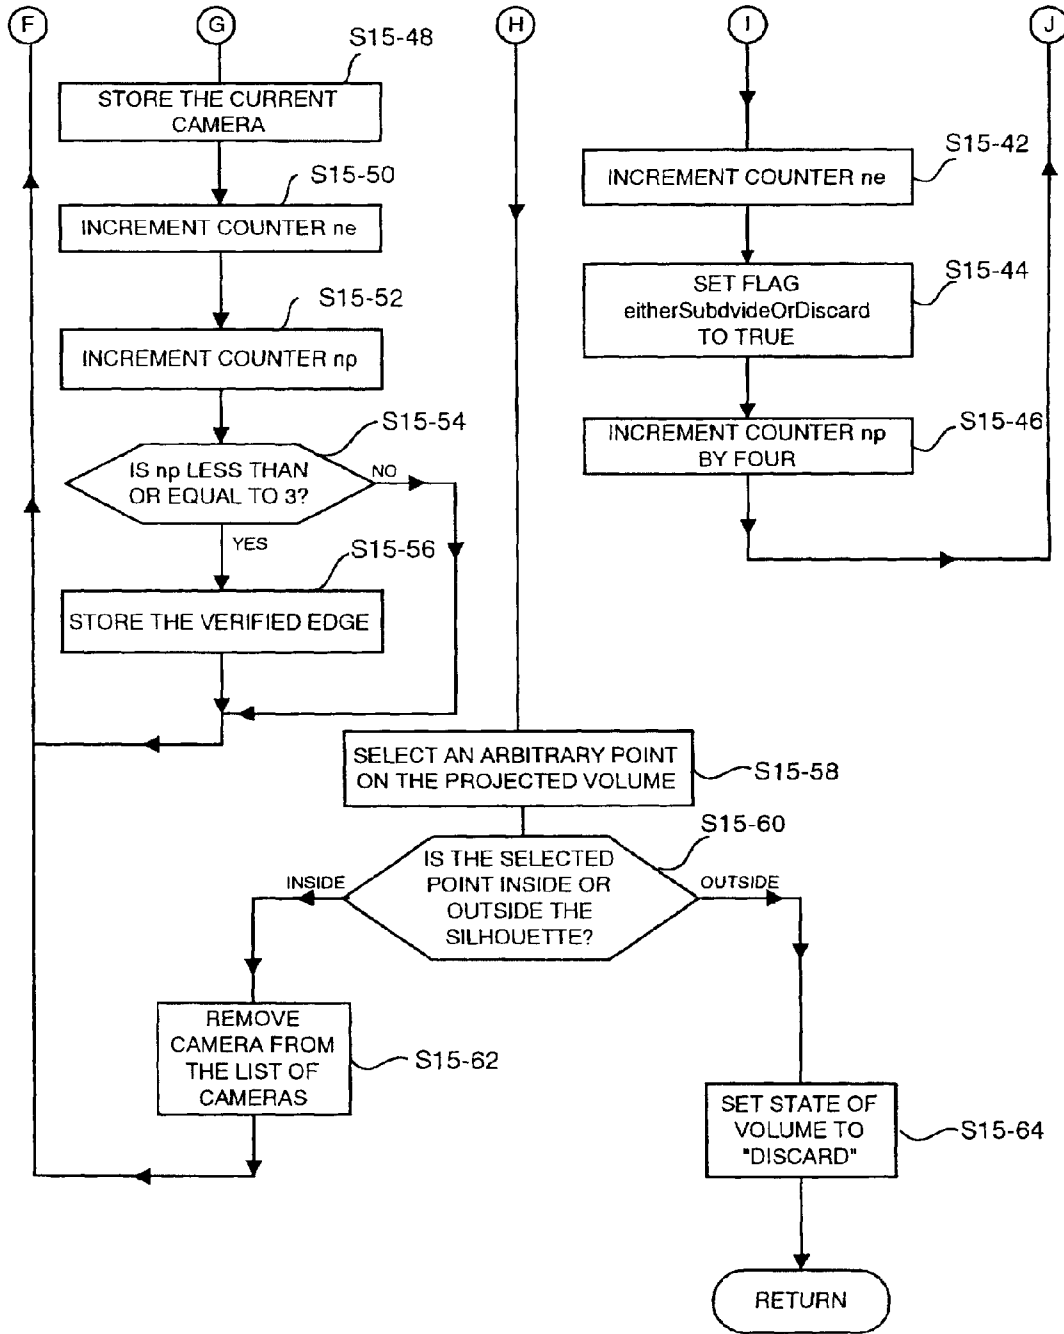 F
G
H
I
J
S15-48
STORE THE CURRENT
CAMERA
S15-50
INCREMENT COUNTER ne
S15-52
INCREMENT COUNTER np
S15-54
IS np LESS THAN
OR EQUAL TO 3?
NO
YES
S15-56
STORE THE VERIFIED EDGE
S15-42
INCREMENT COUNTER ne
S15-44
SET FLAG
eitherSubdvideOrDiscard
TO TRUE
S15-46
INCREMENT COUNTER np
BY FOUR
SELECT AN ARBITRARY POINT
ON THE PROJECTED VOLUME
S15-58
S15-60
IS THE SELECTED
POINT INSIDE OR
OUTSIDE THE
SILHOUETTE?
INSIDE
OUTSIDE
REMOVE
CAMERA FROM
THE LIST OF
CAMERAS
S15-62
SET STATE OF
VOLUME TO
"DISCARD"
S15-64
RETURN